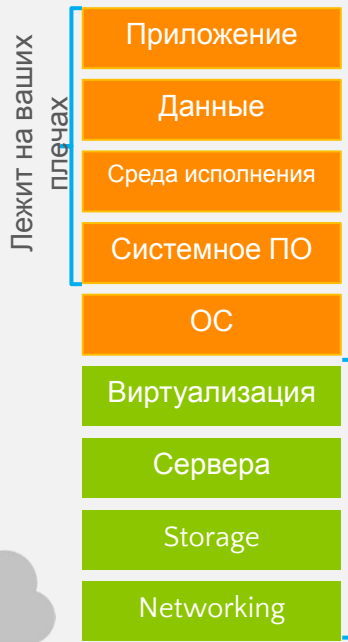 Лежит на ваших
плечах
Приложение
Данные
Среда исполнения
Системное ПО
ОС
Виртуализация
Сервера
Storage
Networking